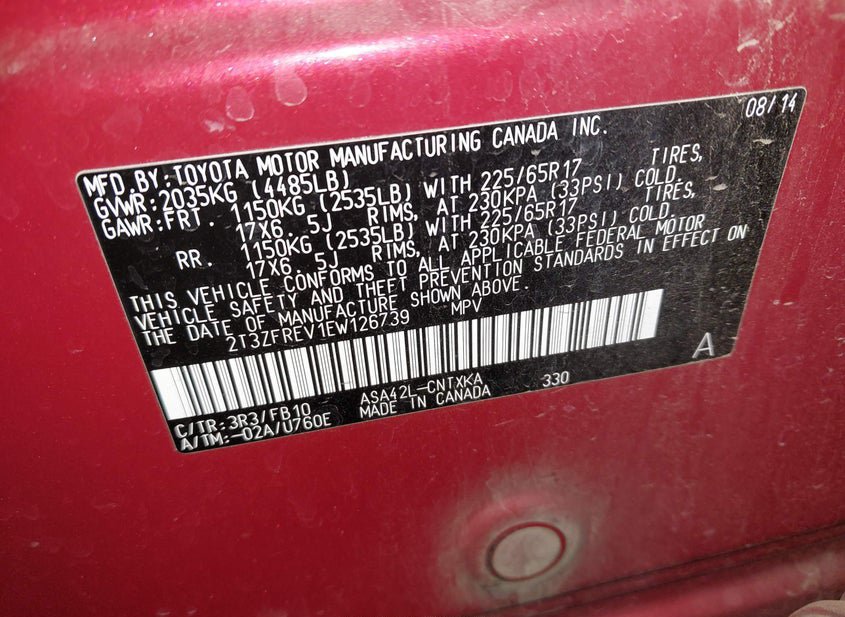 08/14
MFD.BY:TOYOTA MOTOR MANUFACTURING CANADA INC.
GVWR:2035KG (4485LB)
GAWR:FRT. 1150KG (2535LB) WITH 225/65R17 TIRES,
17X6.5J RIMS, AT 230KPA (33PSI) COLD.
RR. 1150KG (2535LB) WITH 225/65R17 TIRES,
17X6.5J RIMS, AT 230KPA (33PSI) COLD.
THIS VEHICLE CONFORMS TO ALL APPLICABLE FEDERAL MOTOR
VEHICLE SAFETY AND THEFT PREVENTION STANDARDS IN EFFECT ON
THE DATE OF MANUFACTURE SHOWN ABOVE.
2T3ZFREV1EW126739 MPV
A
C/TR:3R3/FB10 ASA42L-CNTXKA 330
A/TM:-02A/U760E MADE IN CANADA